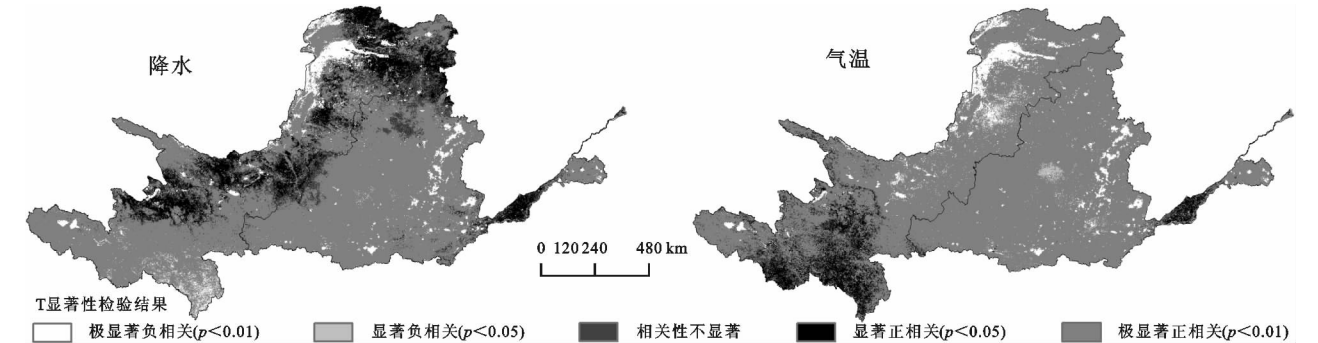 降水
气温
0 120 240 480 km
T显著性检验结果
极显著负相关(p<0.01) 显著负相关(p<0.05) 相关性不显著 显著正相关(p<0.05) 极显著正相关(p<0.01)